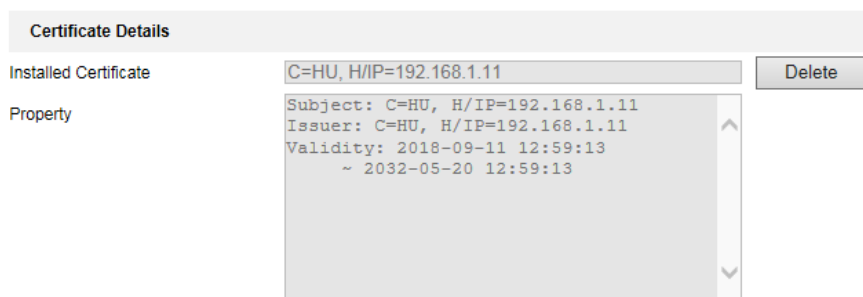 Certificate Details
Installed Certificate C=HU, H/IP=192.168.1.11 Delete
Property
Subject: C=HU, H/IP=192.168.1.11
Issuer: C=HU, H/IP=192.168.1.11
Validity: 2018-09-11 12:59:13
~ 2032-05-20 12:59:13